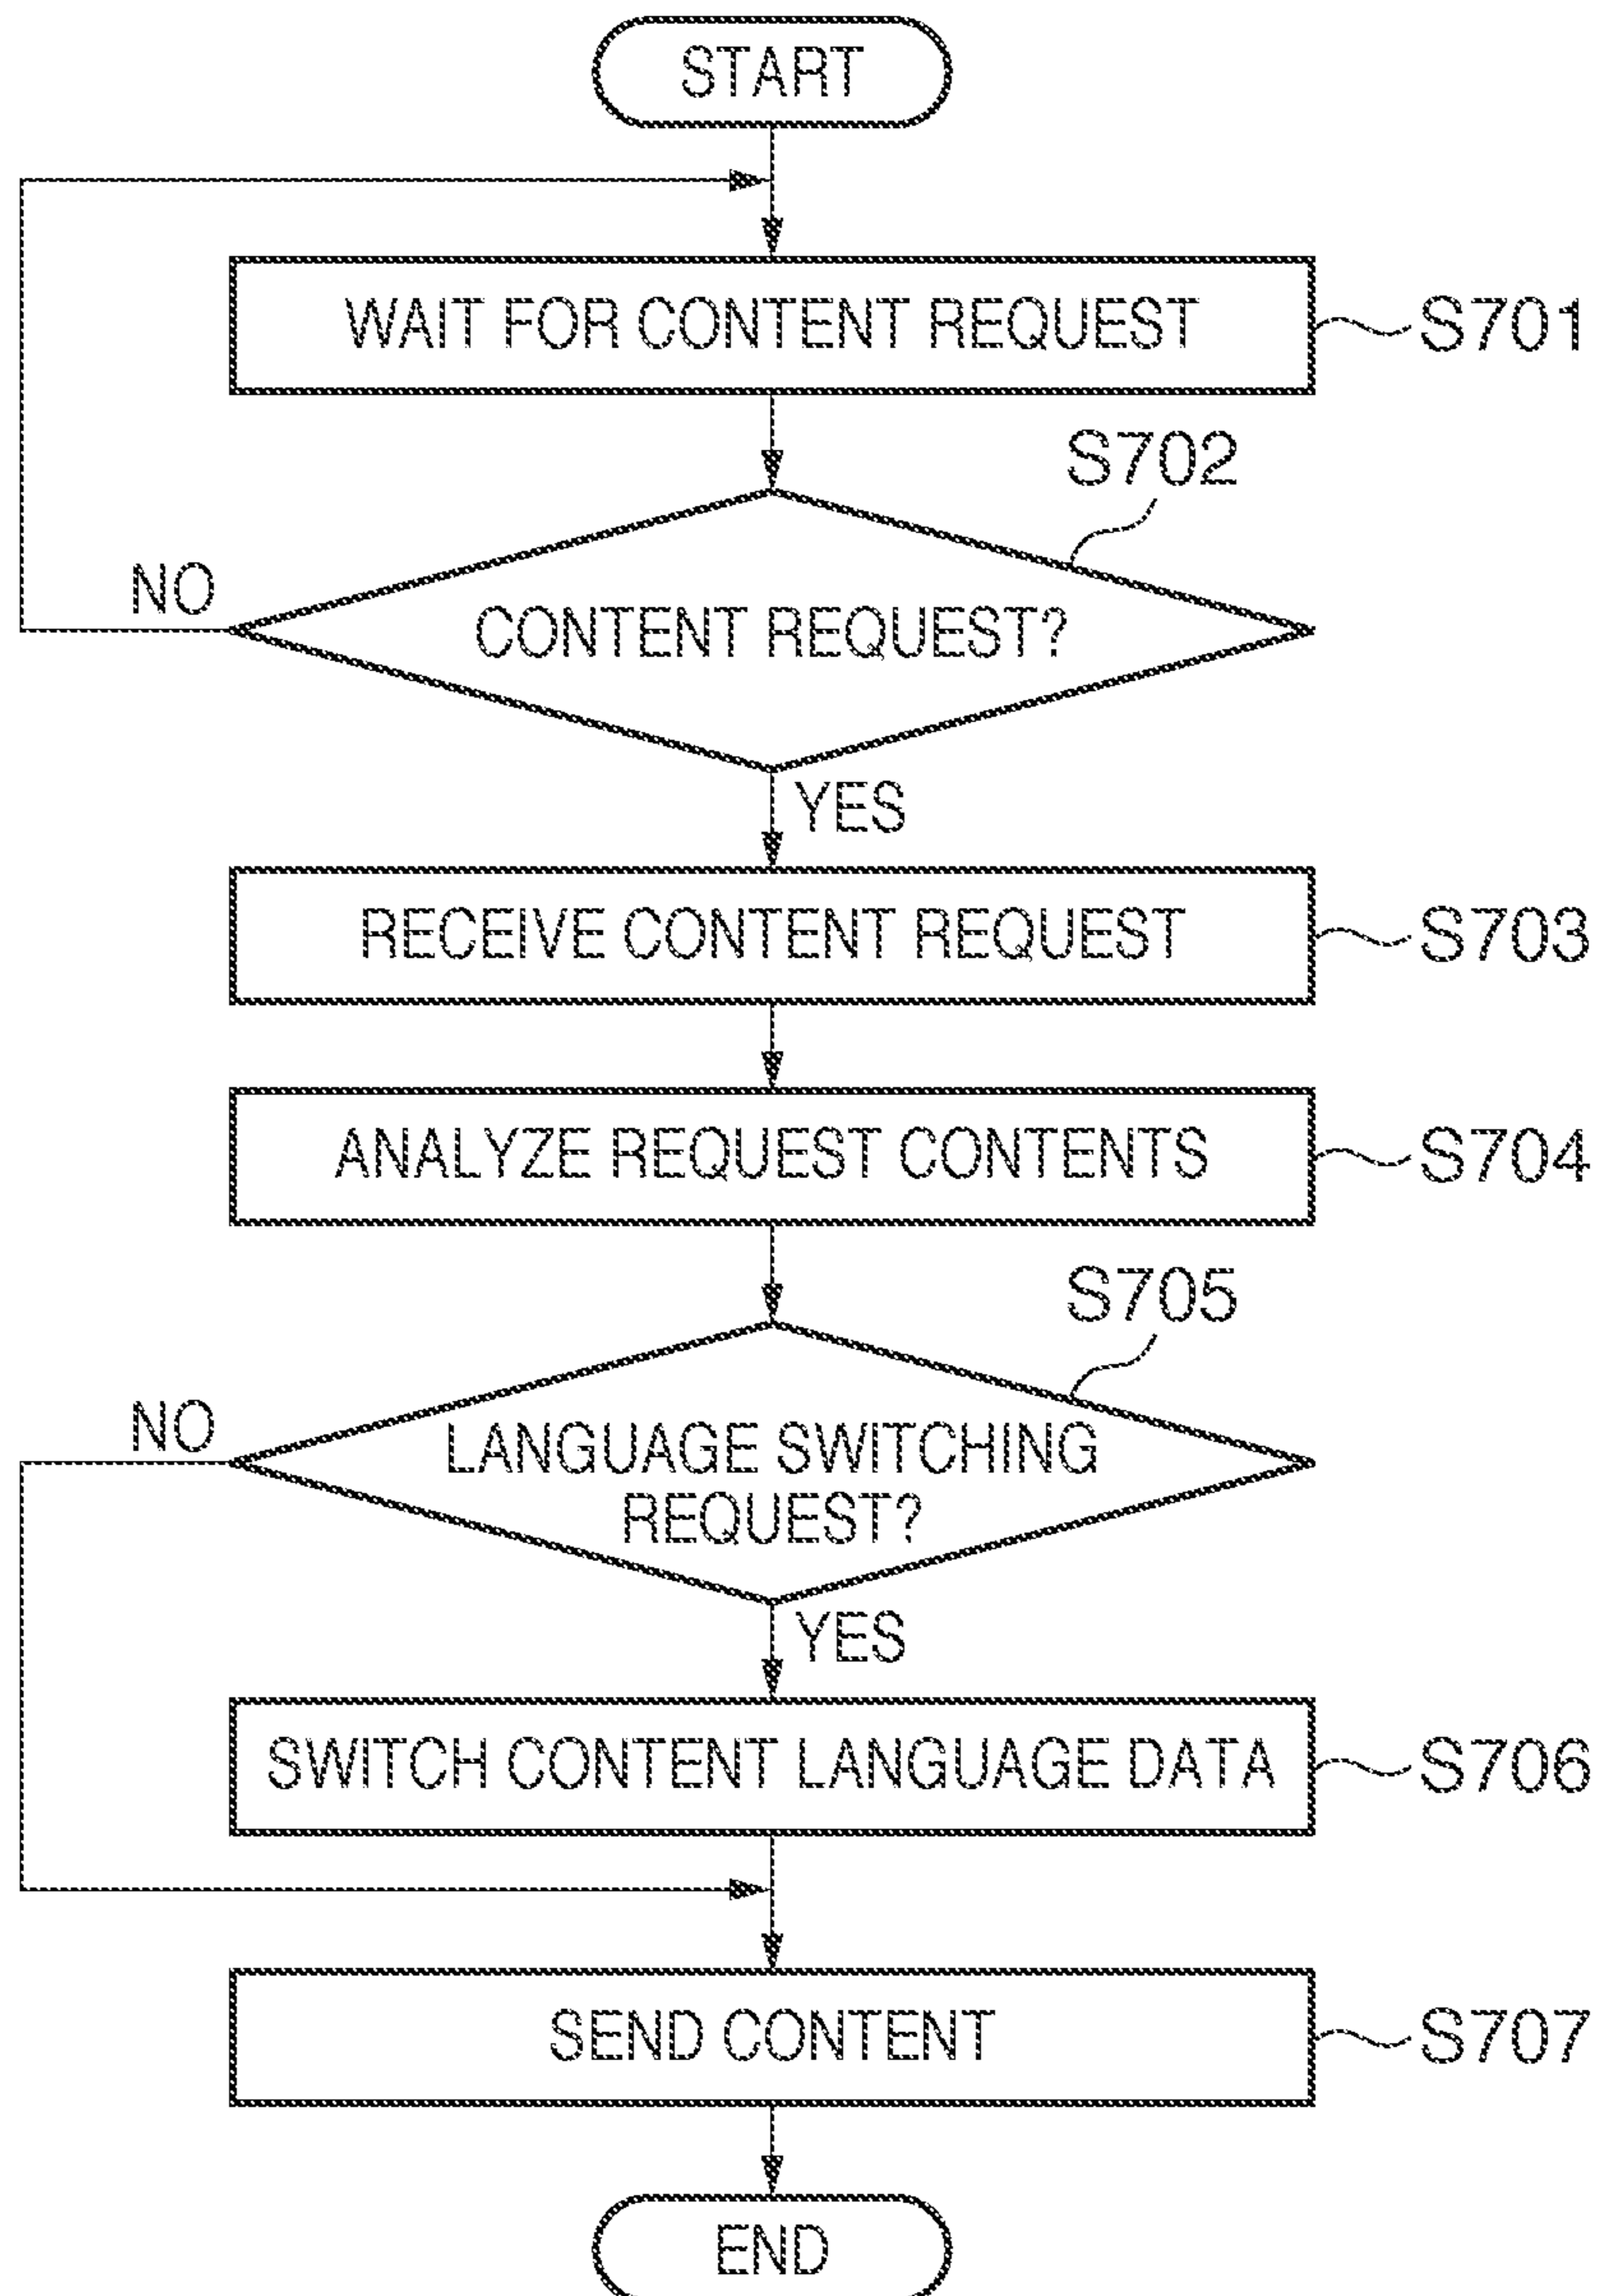 START
WAIT FOR CONTENT REQUEST
S701
S702
NO
CONTENT REQUEST?
YES
RECEIVE CONTENT REQUEST
S703
ANALYZE REQUEST CONTENTS
S704
S705
NO
LANGUAGE SWITCHING
REQUEST?
YES
SWITCH CONTENT LANGUAGE DATA
S706
SEND CONTENT
S707
END